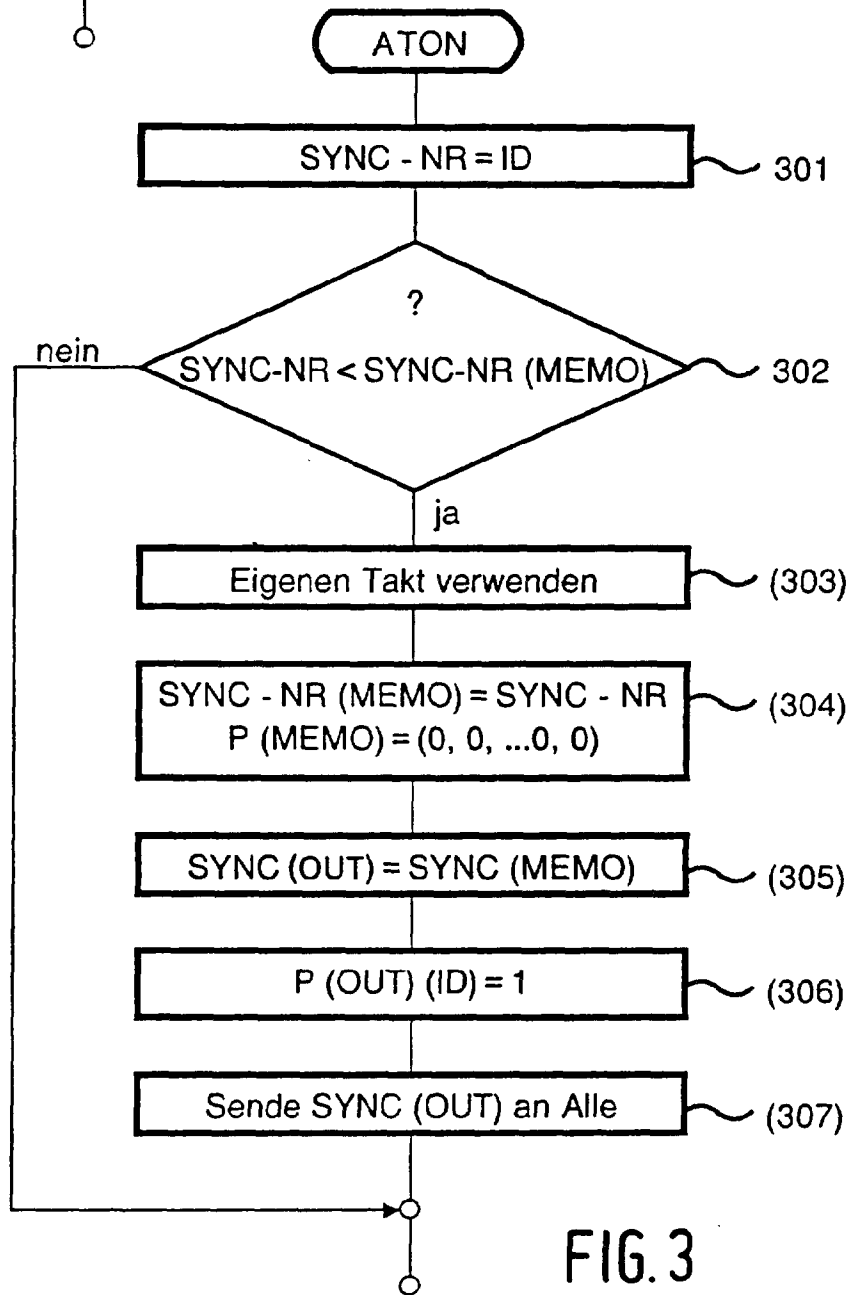 ATON
SYNC - NR = ID
301
?
nein
SYNC-NR < SYNC-NR (MEMO)
302
ja
Eigenen Takt verwenden
(303)
SYNC - NR (MEMO) = SYNC - NR
P (MEMO) = (0, 0, ...0, 0)
(304)
SYNC (OUT) = SYNC (MEMO)
(305)
P (OUT) (ID) = 1
(306)
Sende SYNC (OUT) an Alle
(307)
FIG. 3